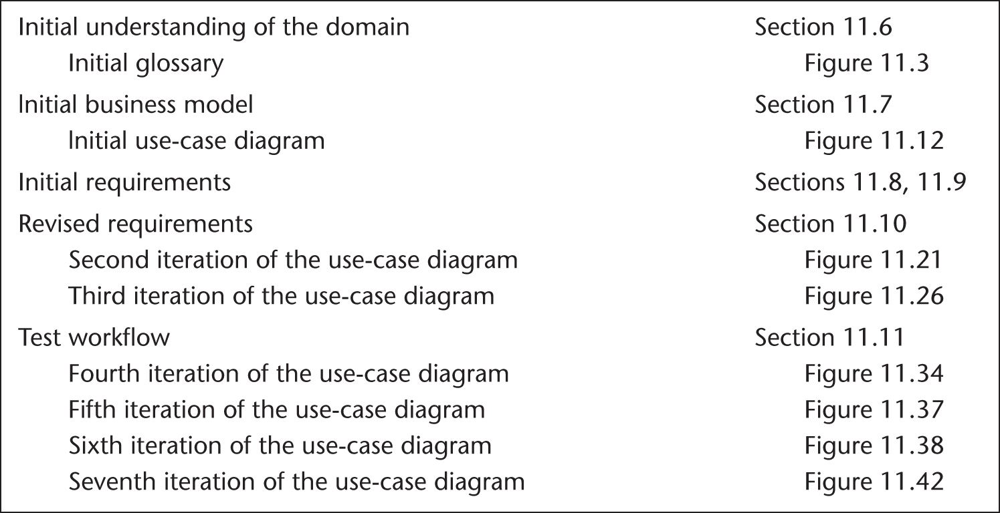 Initial understanding of the domain Section 11.6
Initial glossary Figure 11.3
Initial business model Section 11.7
Initial use-case diagram Figure 11.12
Initial requirements Sections 11.8, 11.9
Revised requirements Section 11.10
Second iteration of the use-case diagram Figure 11.21
Third iteration of the use-case diagram Figure 11.26
Test workflow Section 11.11
Fourth iteration of the use-case diagram Figure 11.34
Fifth iteration of the use-case diagram Figure 11.37
Sixth iteration of the use-case diagram Figure 11.38
Seventh iteration of the use-case diagram Figure 11.42